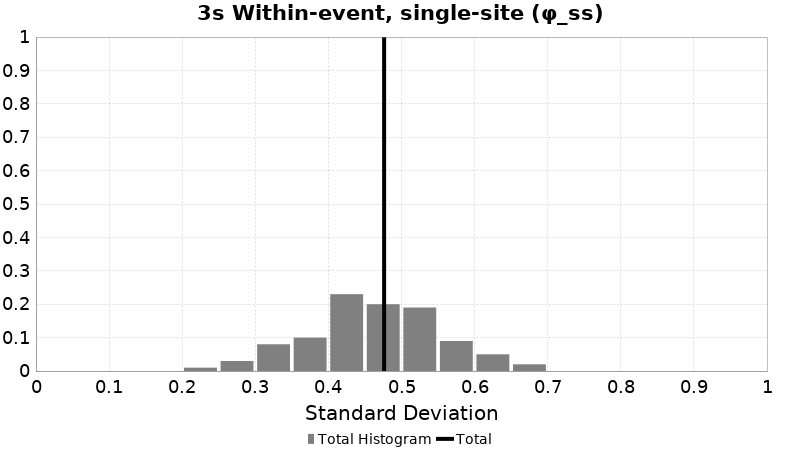 3s Within-event, single-site (φ_ss)
1
0.9
0.8
0.7
0.6
0.5
0.4
0.3
0.2
0.1
0
0 0.1 0.2 0.3 0.4 0.5 0.6 0.7 0.8 0.9 1
Standard Deviation
Total Histogram Total